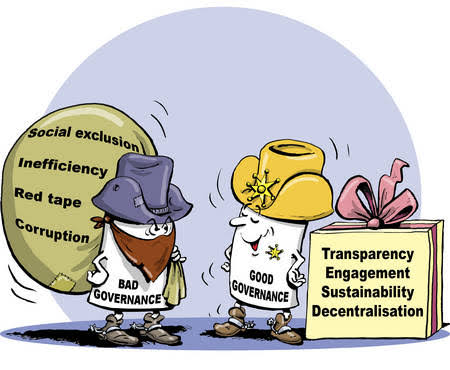 Social exclusion
Inefficiency
Red tape
Corruption
BAD
GOVERNANCE
GOOD
GOVERNANCE
Transparency
Engagement
Sustainability
Decentralisation